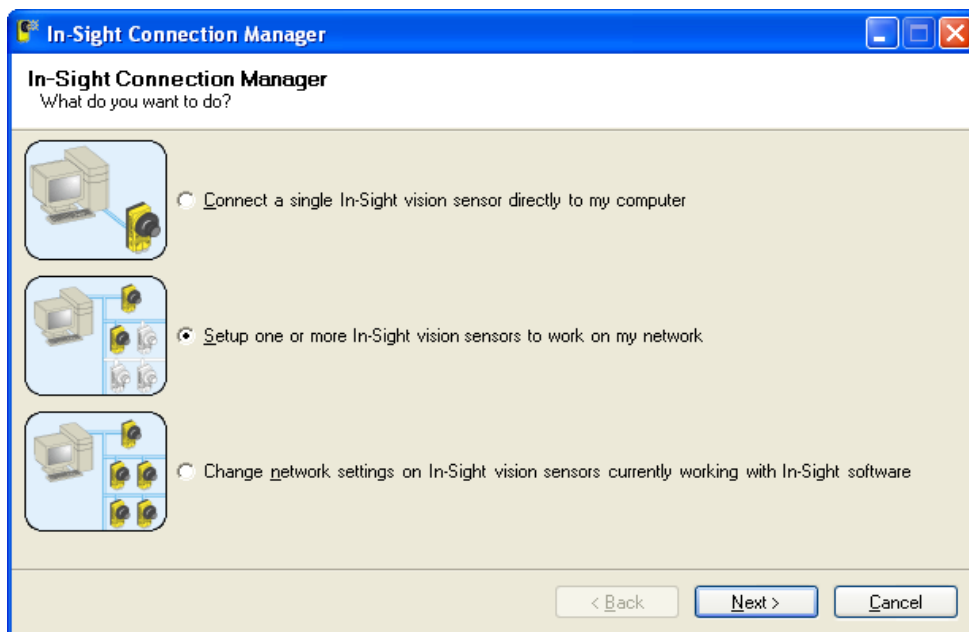 In-Sight Connection Manager
In-Sight Connection Manager
What do you want to do?
Connect a single In-Sight vision sensor directly to my computer
Setup one or more In-Sight vision sensors to work on my network
Change network settings on In-Sight vision sensors currently working with In-Sight software
< Back Next > Cancel